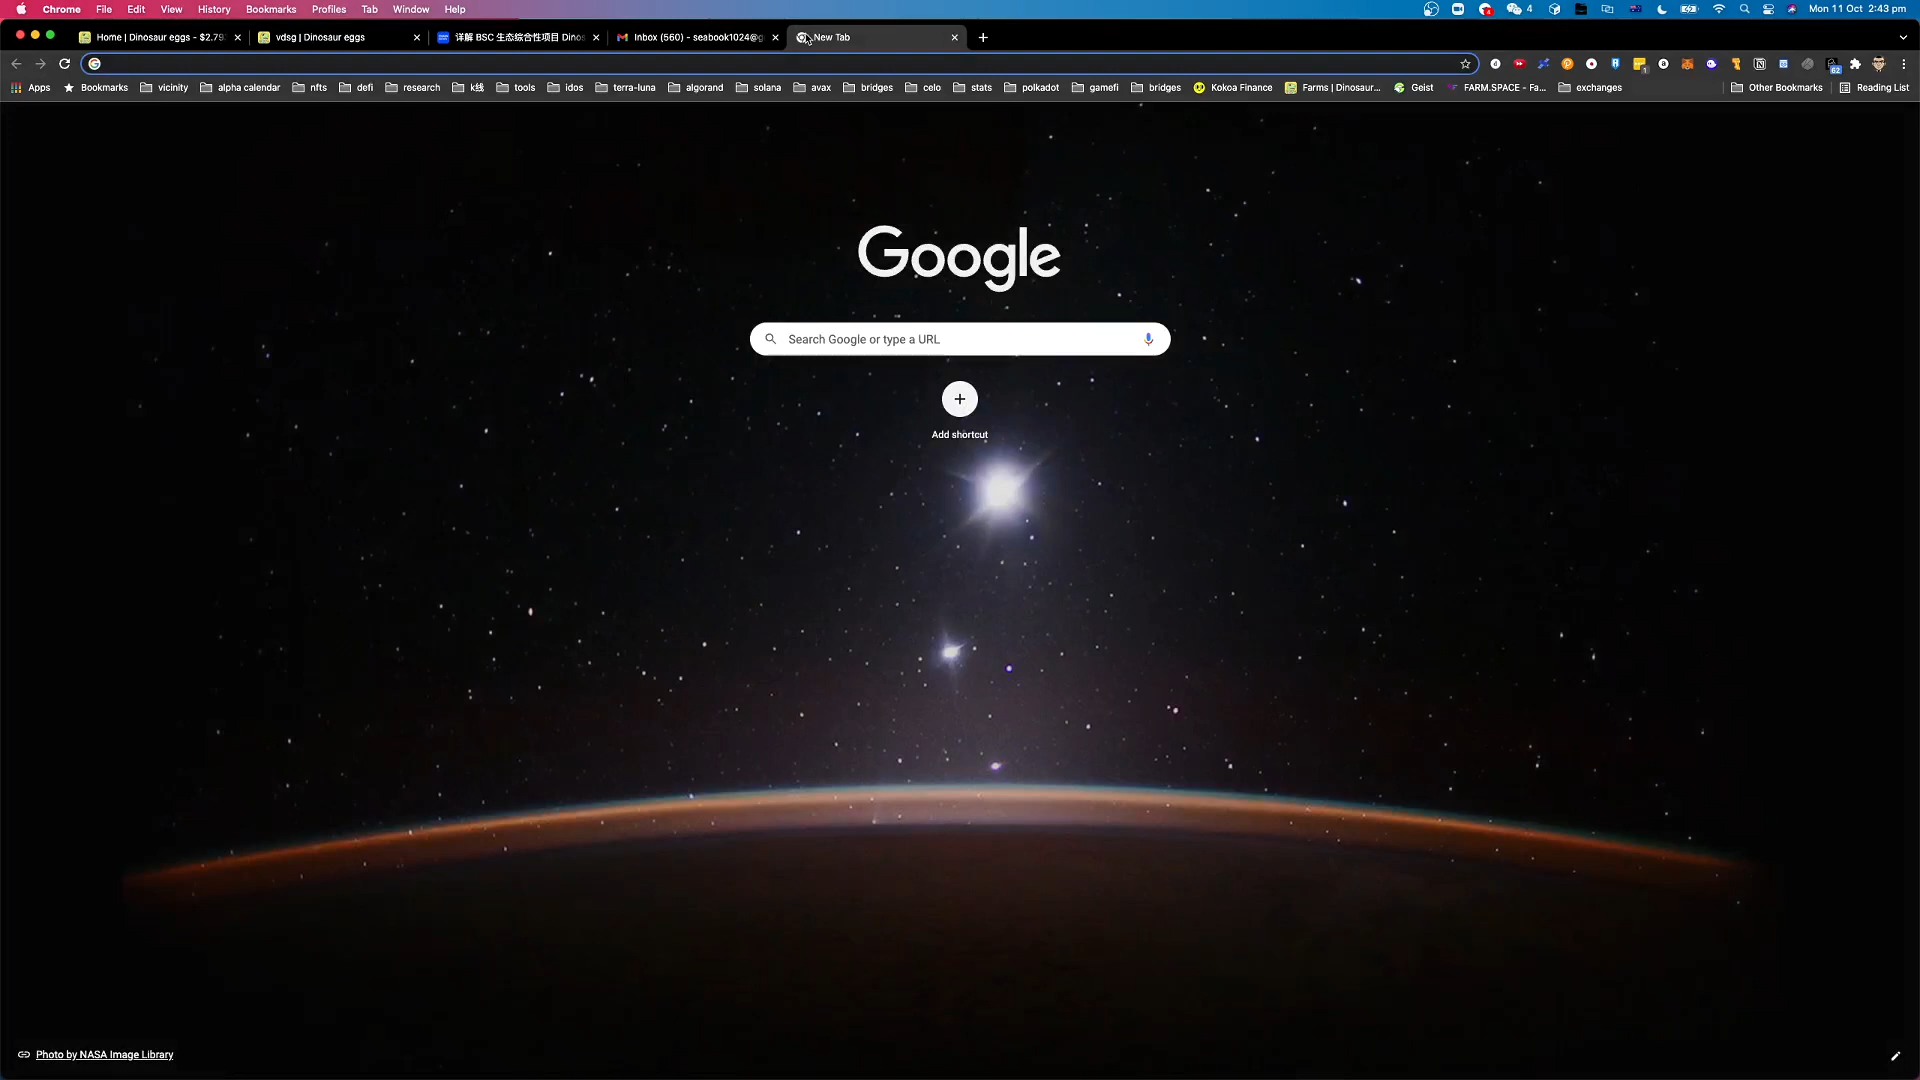 Chrome File Edit View History Bookmarks Profiles Tab Window Help 4 Mon 11 Oct 2:43 pm
Home | Dinosaur eggs - $2.79 vdsg | Dinosaur eggs 详解 BSC 生态综合性项目 Dinos Inbox (560) - seabook1024@g New Tab
Apps Bookmarks vicinity alpha calendar nfts defi research k线 tools idos terra-luna algorand solana avax bridges celo stats polkadot gamefi bridges Kokoa Finance Farms | Dinosaur... Geist FARM.SPACE - Fa... exchanges Other Bookmarks Reading List
Google
Search Google or type a URL
Add shortcut
Photo by NASA Image Library